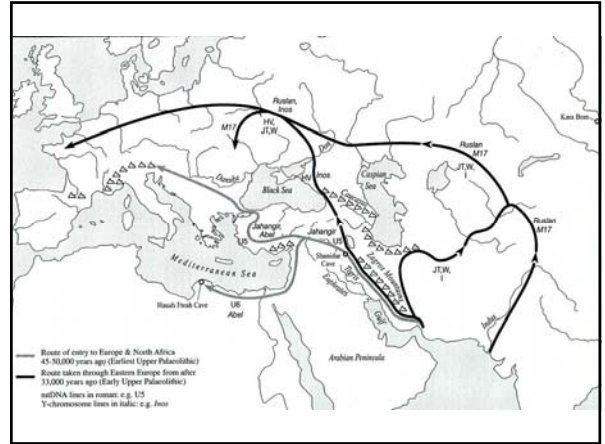 Kara Bom
Ruslan,
Inos
Ruslan
M17
HV,
JT,W
M17
Don
JT,W,
I
Danube
Inos
HV
Caspian
Sea
Black Sea
Caucasus
Ruslan
M17
Jahangir,
Abel
Jahangir
U5
U5
Shanidar
Cave
JT,W,
I
Mediterranean Sea
Tigris
Zagros Mountains
Euphrates
Hauah Fteah Cave
U6
Abel
Gulf
Indus
Arabian Peninsula
Route of entry to Europe & North Africa
45-50,000 years ago (Earliest Upper Palaeolithic)
Route taken through Eastern Europe from after
33,000 years ago (Early Upper Palaeolithic)
mtDNA lines in roman: e.g. U5
Y-chromosome lines in italic: e.g. Inos